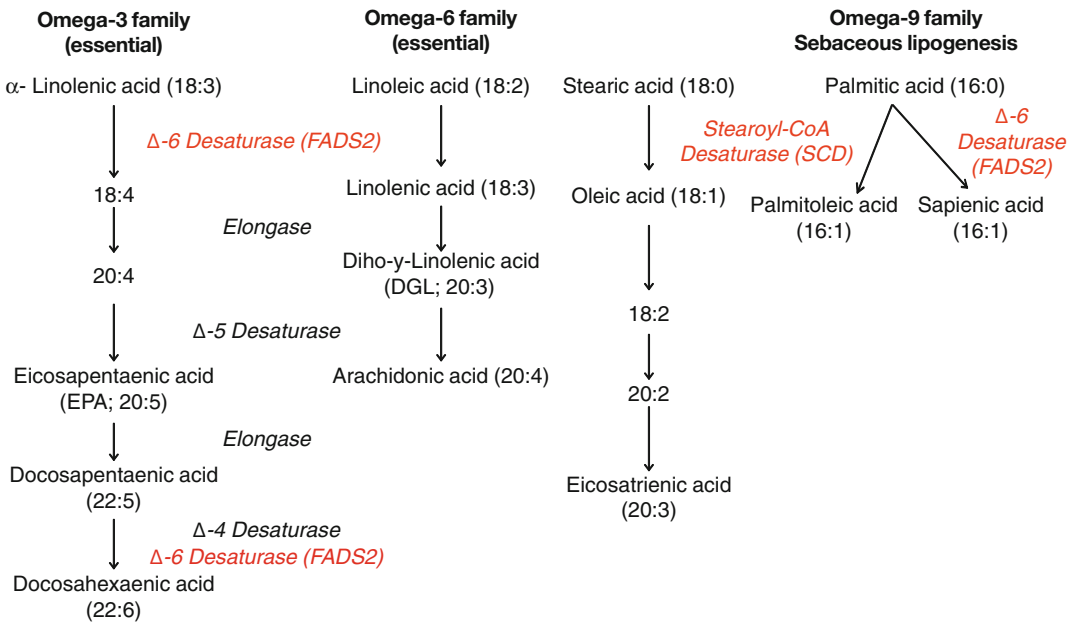 Omega-3 family
(essential)
Omega-6 family
(essential)
Omega-9 family
Sebaceous lipogenesis
α- Linolenic acid (18:3)
Linoleic acid (18:2)
Stearic acid (18:0)
Palmitic acid (16:0)
Δ-6 Desaturase (FADS2)
Stearoyl-CoA
Desaturase (SCD)
Δ-6
Desaturase
(FADS2)
18:4
Linolenic acid (18:3)
Oleic acid (18:1)
Palmitoleic acid
(16:1)
Sapienic acid
(16:1)
Elongase
20:4
Diho-y-Linolenic acid
(DGL; 20:3)
18:2
Δ-5 Desaturase
Eicosapentaenic acid
(EPA; 20:5)
Arachidonic acid (20:4)
20:2
Elongase
Docosapentaenic acid
(22:5)
Eicosatrienic acid
(20:3)
Δ-4 Desaturase
Δ-6 Desaturase (FADS2)
Docosahexaenic acid
(22:6)